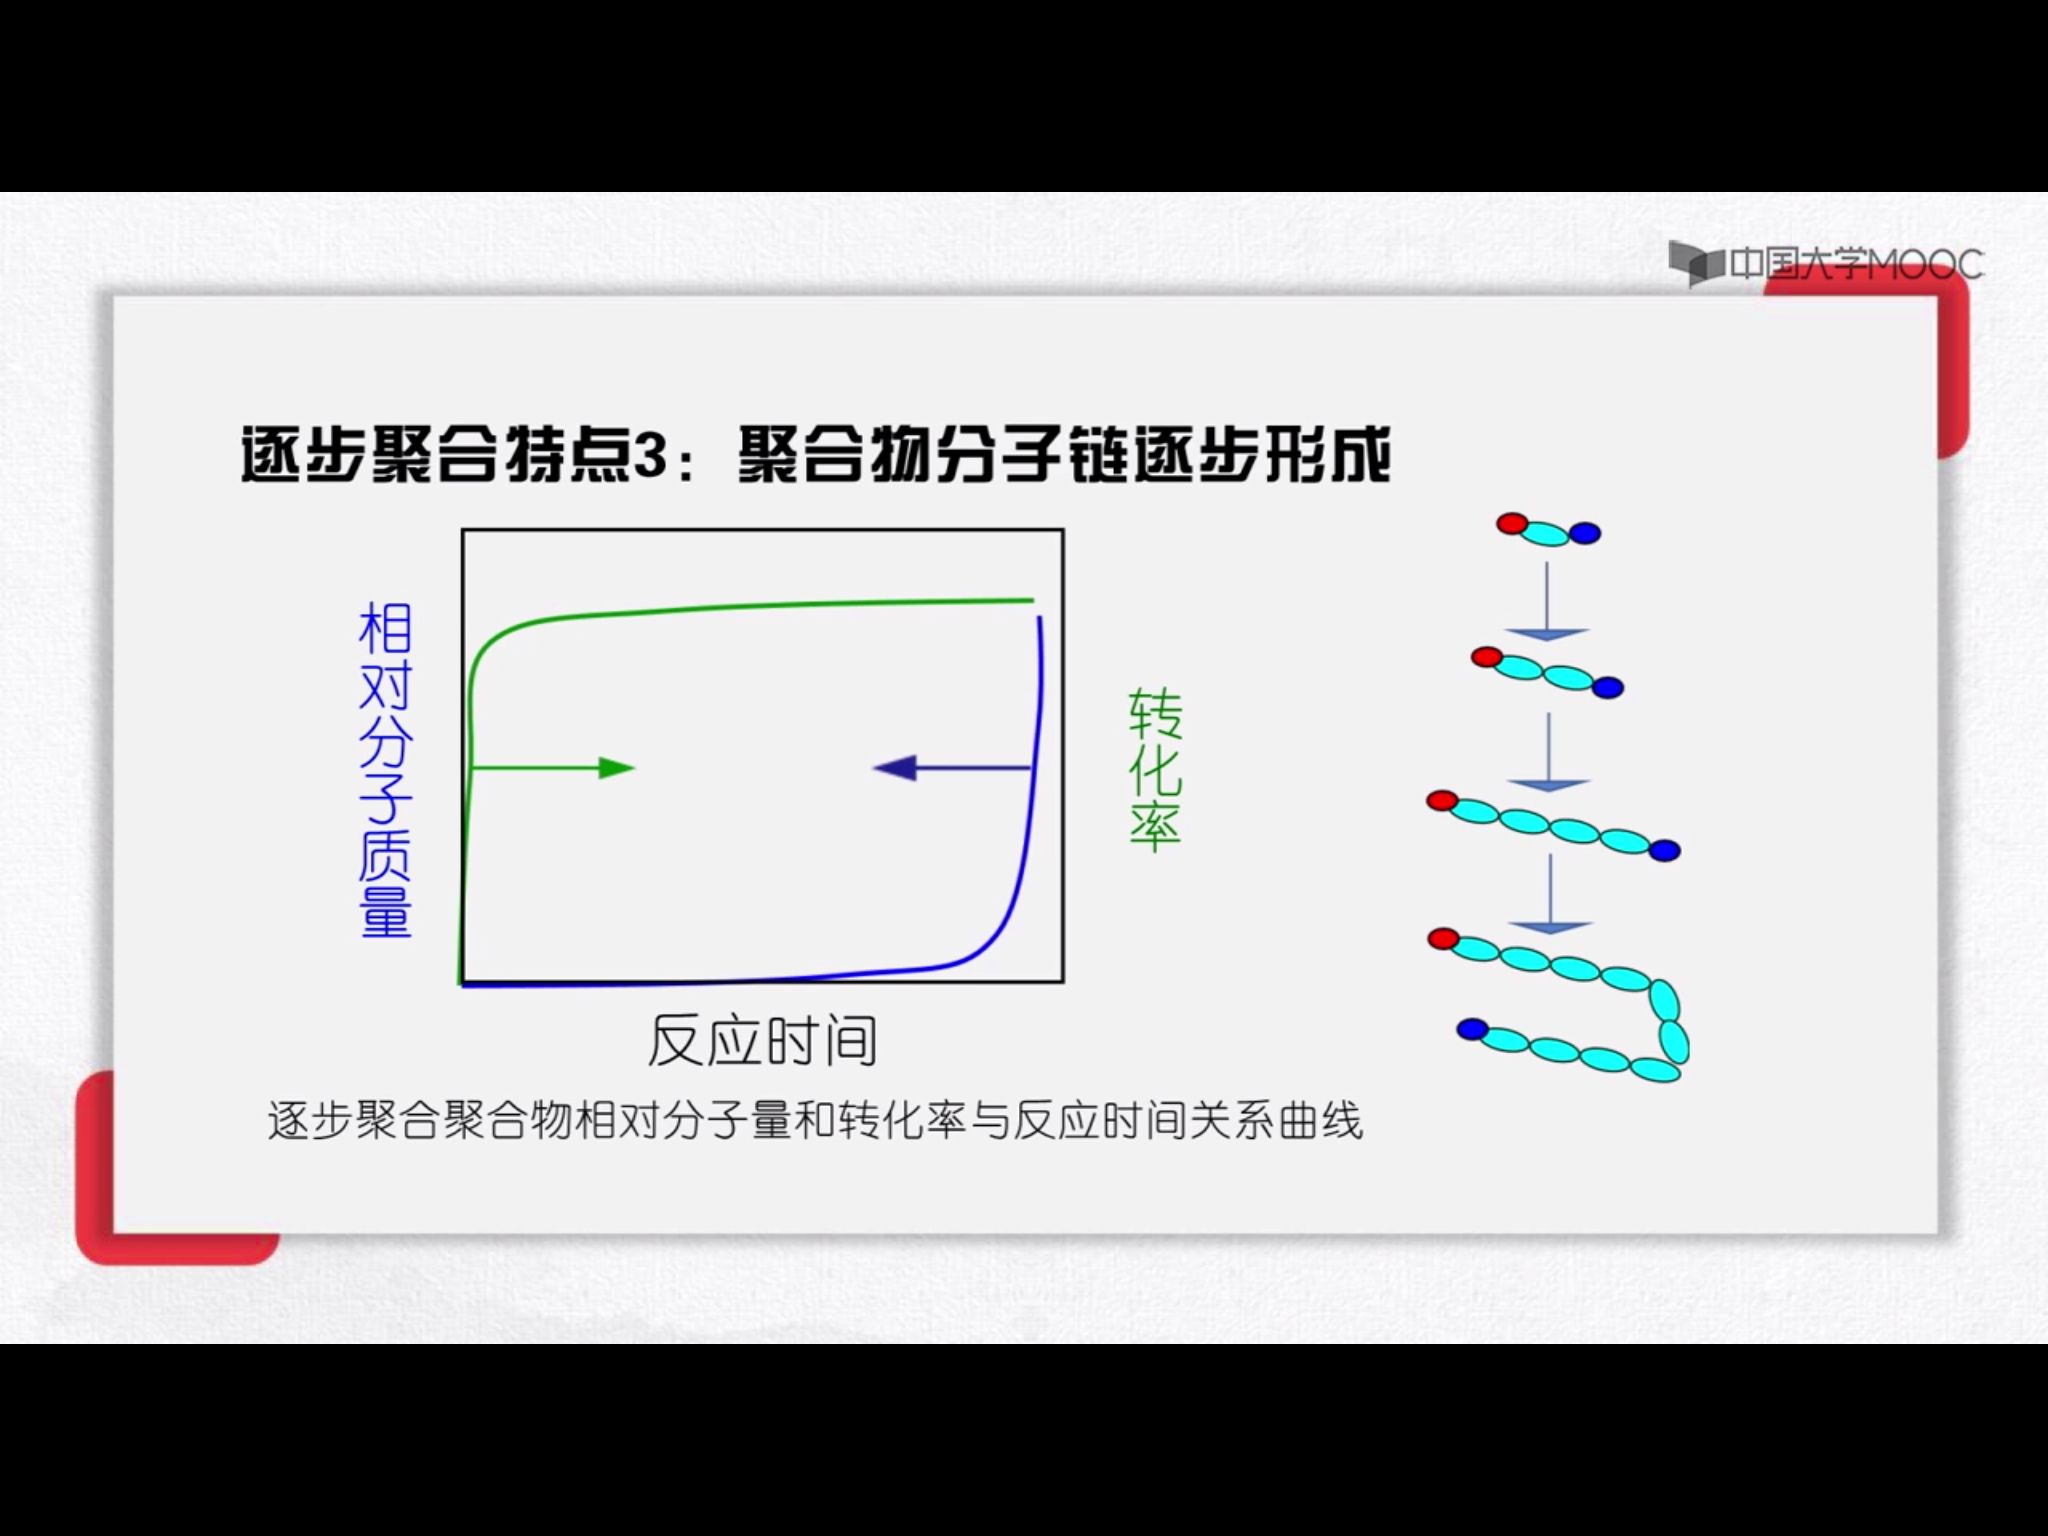 中国大学MOOC
逐步聚合特点3：聚合物分子链逐步形成
相对分子质量
转化率
反应时间
逐步聚合聚合物相对分子量和转化率与反应时间关系曲线